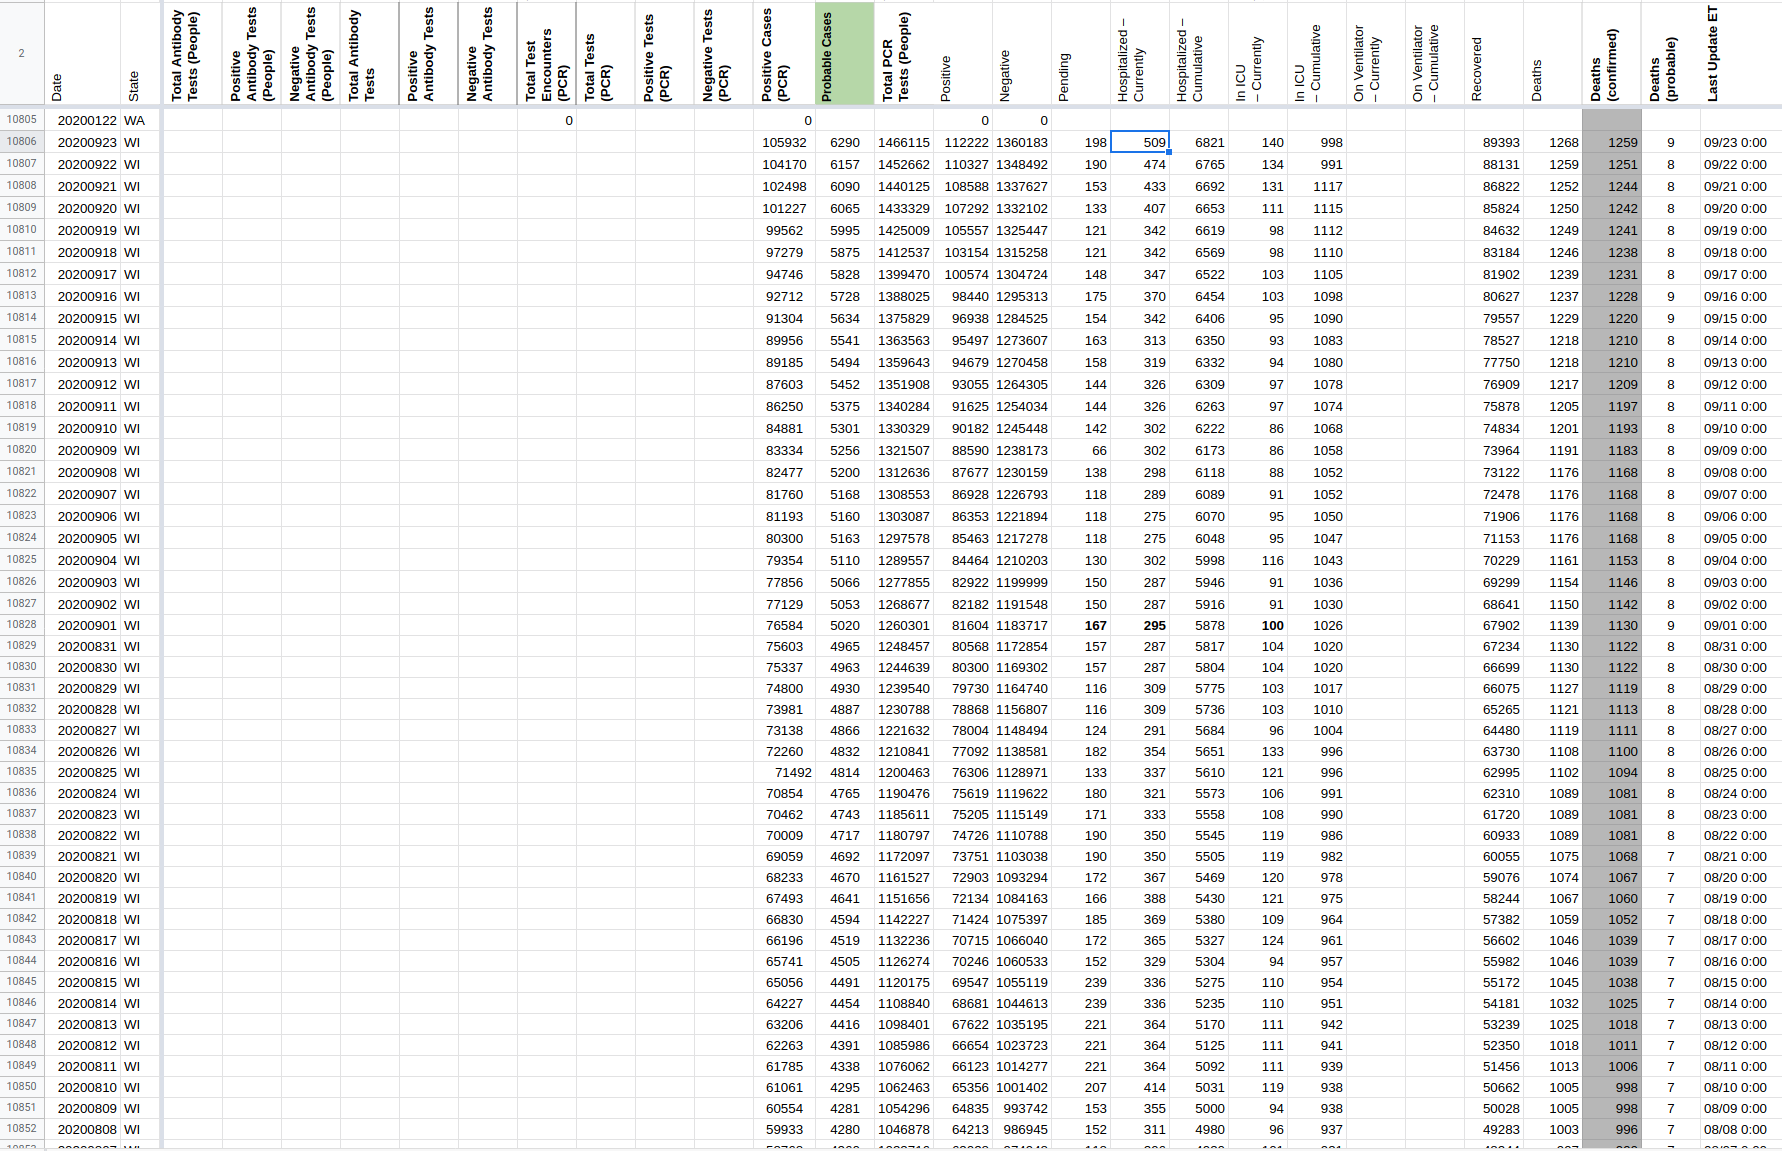 2 Date State Total Antibody Tests (People) Positive Antibody Tests (People) Negative Antibody Tests (People) Total Antibody Tests Positive Antibody Tests Negative Antibody Tests Total Test Encounters (PCR) Total Tests (PCR) Positive Tests (PCR) Negative Tests (PCR) Positive Cases (PCR) Probable Cases Total PCR Tests (People) Positive Negative Pending Hospitalized – Currently Hospitalized – Cumulative In ICU – Currently In ICU – Cumulative On Ventilator – Currently On Ventilator – Cumulative Recovered Deaths Deaths (confirmed) Deaths (probable) Last Update ET
10805 20200122 WA 0 0 0 0
10806 20200923 WI 105932 6290 1466115 112222 1360183 198 509 6821 140 998 89393 1268 1259 9 09/23 0:00
10807 20200922 WI 104170 6157 1452662 110327 1348492 190 474 6765 134 991 88131 1259 1251 8 09/22 0:00
10808 20200921 WI 102498 6090 1440125 108588 1337627 153 433 6692 131 1117 86822 1252 1244 8 09/21 0:00
10809 20200920 WI 101227 6065 1433329 107292 1332102 133 407 6653 111 1115 85824 1250 1242 8 09/20 0:00
10810 20200919 WI 99562 5995 1425009 105557 1325447 121 342 6619 98 1112 84632 1249 1241 8 09/19 0:00
10811 20200918 WI 97279 5875 1412537 103154 1315258 121 342 6569 98 1110 83184 1246 1238 8 09/18 0:00
10812 20200917 WI 94746 5828 1399470 100574 1304724 148 347 6522 103 1105 81902 1239 1231 8 09/17 0:00
10813 20200916 WI 92712 5728 1388025 98440 1295313 175 370 6454 103 1098 80627 1237 1228 9 09/16 0:00
10814 20200915 WI 91304 5634 1375829 96938 1284525 154 342 6406 95 1090 79557 1229 1220 9 09/15 0:00
10815 20200914 WI 89956 5541 1363563 95497 1273607 163 313 6350 93 1083 78527 1218 1210 8 09/14 0:00
10816 20200913 WI 89185 5494 1359643 94679 1270458 158 319 6332 94 1080 77750 1218 1210 8 09/13 0:00
10817 20200912 WI 87603 5452 1351908 93055 1264305 144 326 6309 97 1078 76909 1217 1209 8 09/12 0:00
10818 20200911 WI 86250 5375 1340284 91625 1254034 144 326 6263 97 1074 75878 1205 1197 8 09/11 0:00
10819 20200910 WI 84881 5301 1330329 90182 1245448 142 302 6222 86 1068 74834 1201 1193 8 09/10 0:00
10820 20200909 WI 83334 5256 1321507 88590 1238173 66 302 6173 86 1058 73964 1191 1183 8 09/09 0:00
10821 20200908 WI 82477 5200 1312636 87677 1230159 138 298 6118 88 1052 73122 1176 1168 8 09/08 0:00
10822 20200907 WI 81760 5168 1308553 86928 1226793 118 289 6089 91 1052 72478 1176 1168 8 09/07 0:00
10823 20200906 WI 81193 5160 1303087 86353 1221894 118 275 6070 95 1050 71906 1176 1168 8 09/06 0:00
10824 20200905 WI 80300 5163 1297578 85463 1217278 118 275 6048 95 1047 71153 1176 1168 8 09/05 0:00
10825 20200904 WI 79354 5110 1289557 84464 1210203 130 302 5998 116 1043 70229 1161 1153 8 09/04 0:00
10826 20200903 WI 77856 5066 1277855 82922 1199999 150 287 5946 91 1036 69299 1154 1146 8 09/03 0:00
10827 20200902 WI 77129 5053 1268677 82182 1191548 150 287 5916 91 1030 68641 1150 1142 8 09/02 0:00
10828 20200901 WI 76584 5020 1260301 81604 1183717 167 295 5878 100 1026 67902 1139 1130 9 09/01 0:00
10829 20200831 WI 75603 4965 1248457 80568 1172854 157 287 5817 104 1020 67234 1130 1122 8 08/31 0:00
10830 20200830 WI 75337 4963 1244639 80300 1169302 157 287 5804 104 1020 66699 1130 1122 8 08/30 0:00
10831 20200829 WI 74800 4930 1239540 79730 1164740 116 309 5775 103 1017 66075 1127 1119 8 08/29 0:00
10832 20200828 WI 73981 4887 1230788 78868 1156807 116 309 5736 103 1010 65265 1121 1113 8 08/28 0:00
10833 20200827 WI 73138 4866 1221632 78004 1148494 124 291 5684 96 1004 64480 1119 1111 8 08/27 0:00
10834 20200826 WI 72260 4832 1210841 77092 1138581 182 354 5651 133 996 63730 1108 1100 8 08/26 0:00
10835 20200825 WI 71492 4814 1200463 76306 1128971 133 337 5610 121 996 62995 1102 1094 8 08/25 0:00
10836 20200824 WI 70854 4765 1190476 75619 1119622 180 321 5573 106 991 62310 1089 1081 8 08/24 0:00
10837 20200823 WI 70462 4743 1185611 75205 1115149 171 333 5558 108 990 61720 1089 1081 8 08/23 0:00
10838 20200822 WI 70009 4717 1180797 74726 1110788 190 350 5545 119 986 60933 1089 1081 8 08/22 0:00
10839 20200821 WI 69059 4692 1172097 73751 1103038 190 350 5505 119 982 60055 1075 1068 7 08/21 0:00
10840 20200820 WI 68233 4670 1161527 72903 1093294 172 367 5469 120 978 59076 1074 1067 7 08/20 0:00
10841 20200819 WI 67493 4641 1151656 72134 1084163 166 388 5430 121 975 58244 1067 1060 7 08/19 0:00
10842 20200818 WI 66830 4594 1142227 71424 1075397 185 369 5380 109 964 57382 1059 1052 7 08/18 0:00
10843 20200817 WI 66196 4519 1132236 70715 1066040 172 365 5327 124 961 56602 1046 1039 7 08/17 0:00
10844 20200816 WI 65741 4505 1126274 70246 1060533 152 329 5304 94 957 55982 1046 1039 7 08/16 0:00
10845 20200815 WI 65056 4491 1120175 69547 1055119 239 336 5275 110 954 55172 1045 1038 7 08/15 0:00
10846 20200814 WI 64227 4454 1108840 68681 1044613 239 336 5235 110 951 54181 1032 1025 7 08/14 0:00
10847 20200813 WI 63206 4416 1098401 67622 1035195 221 364 5170 111 942 53239 1025 1018 7 08/13 0:00
10848 20200812 WI 62263 4391 1085986 66654 1023723 221 364 5125 111 941 52350 1018 1011 7 08/12 0:00
10849 20200811 WI 61785 4338 1076062 66123 1014277 221 364 5092 111 939 51456 1013 1006 7 08/11 0:00
10850 20200810 WI 61061 4295 1062463 65356 1001402 207 414 5031 119 938 50662 1005 998 7 08/10 0:00
10851 20200809 WI 60554 4281 1054296 64835 993742 153 355 5000 94 938 50028 1005 998 7 08/09 0:00
10852 20200808 WI 59933 4280 1046878 64213 986945 152 311 4980 96 937 49283 1003 996 7 08/08 0:00